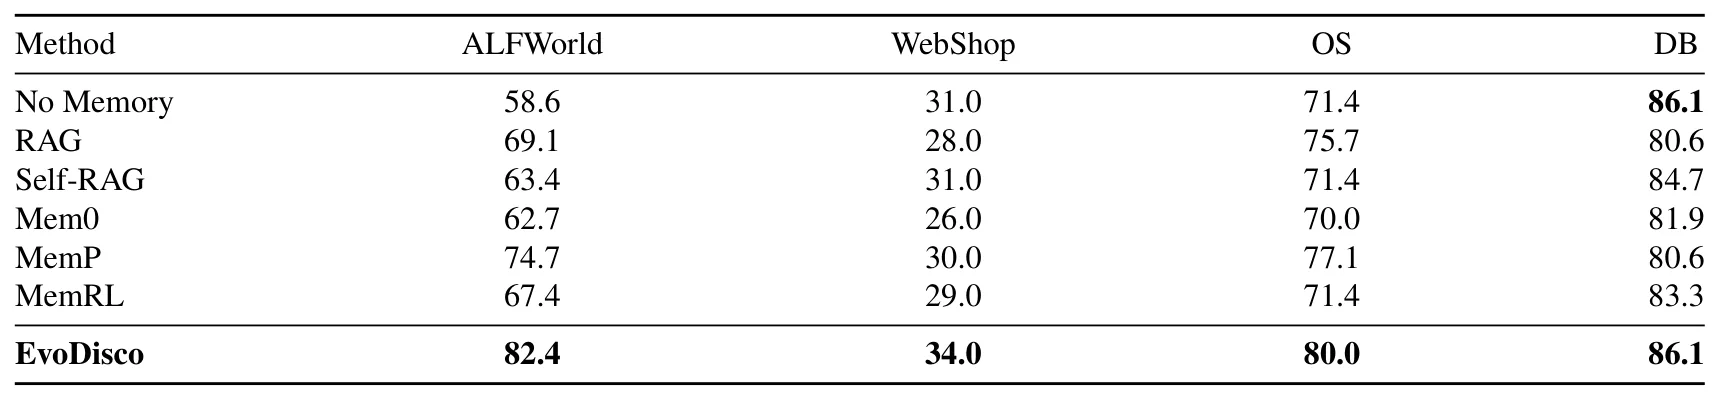 Method ALFWorld WebShop OS DB
No Memory 58.6 31.0 71.4 86.1
RAG 69.1 28.0 75.7 80.6
Self-RAG 63.4 31.0 71.4 84.7
Mem0 62.7 26.0 70.0 81.9
MemP 74.7 30.0 77.1 80.6
MemRL 67.4 29.0 71.4 83.3
EvoDisco 82.4 34.0 80.0 86.1